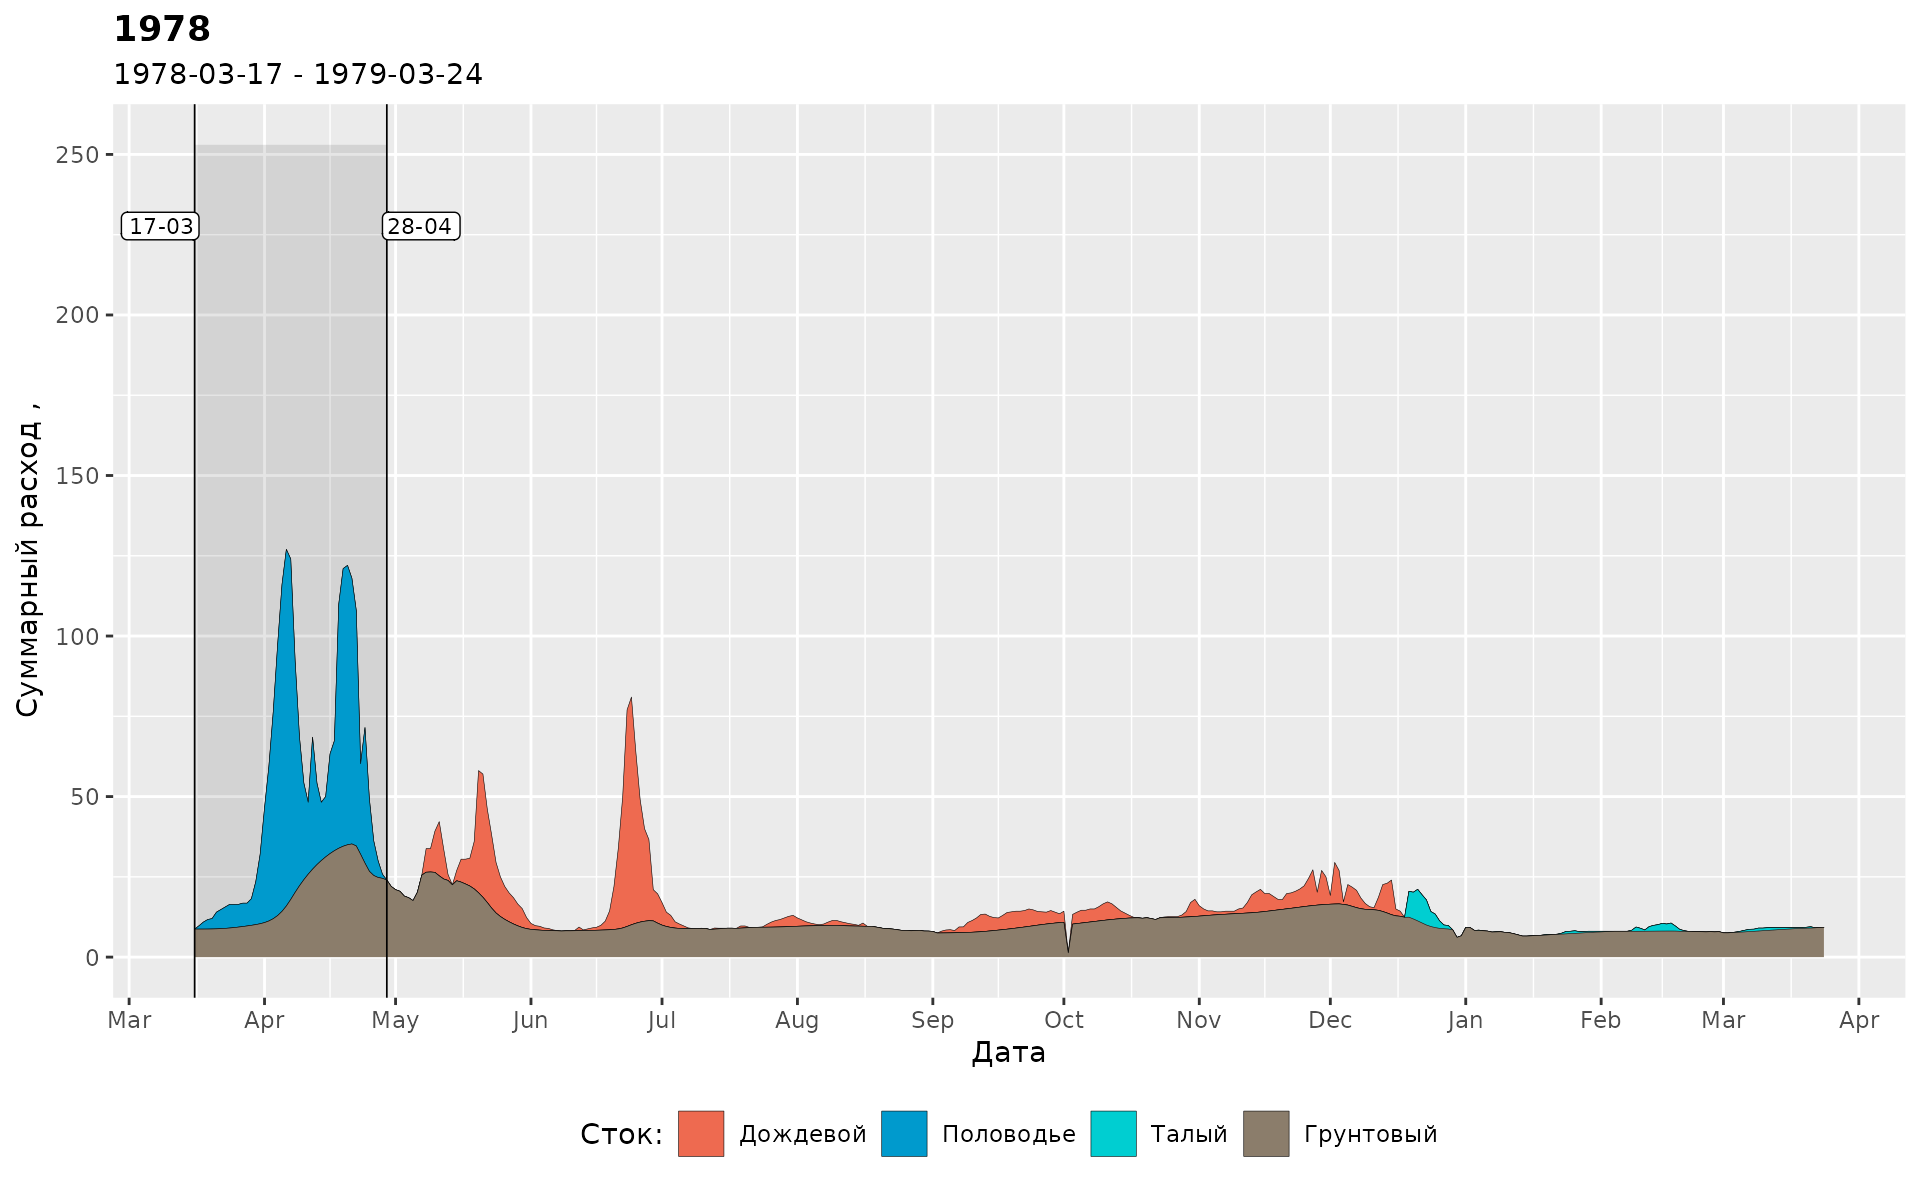 1978
1978-03-17 - 1979-03-24
Суммарный расход ,
250
200
150
100
50
0
17-03
28-04
Mar Apr May Jun Jul Aug Sep Oct Nov Dec Jan Feb Mar Apr
Дата
Сток: Дождевой Половодье Талый Грунтовый